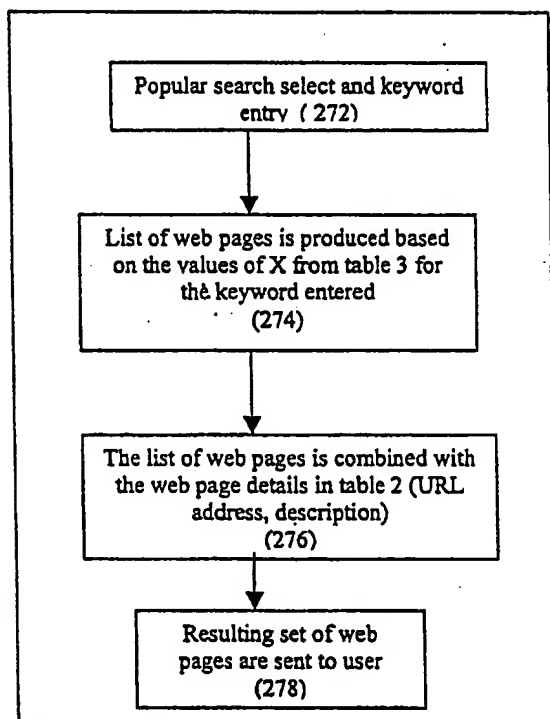 Popular search select and keyword
entry ( 272)
List of web pages is produced based
on the values of X from table 3 for
the keyword entered
(274)
The list of web pages is combined with
the web page details in table 2 (URL
address, description)
(276)
Resulting set of web
pages are sent to user
(278)